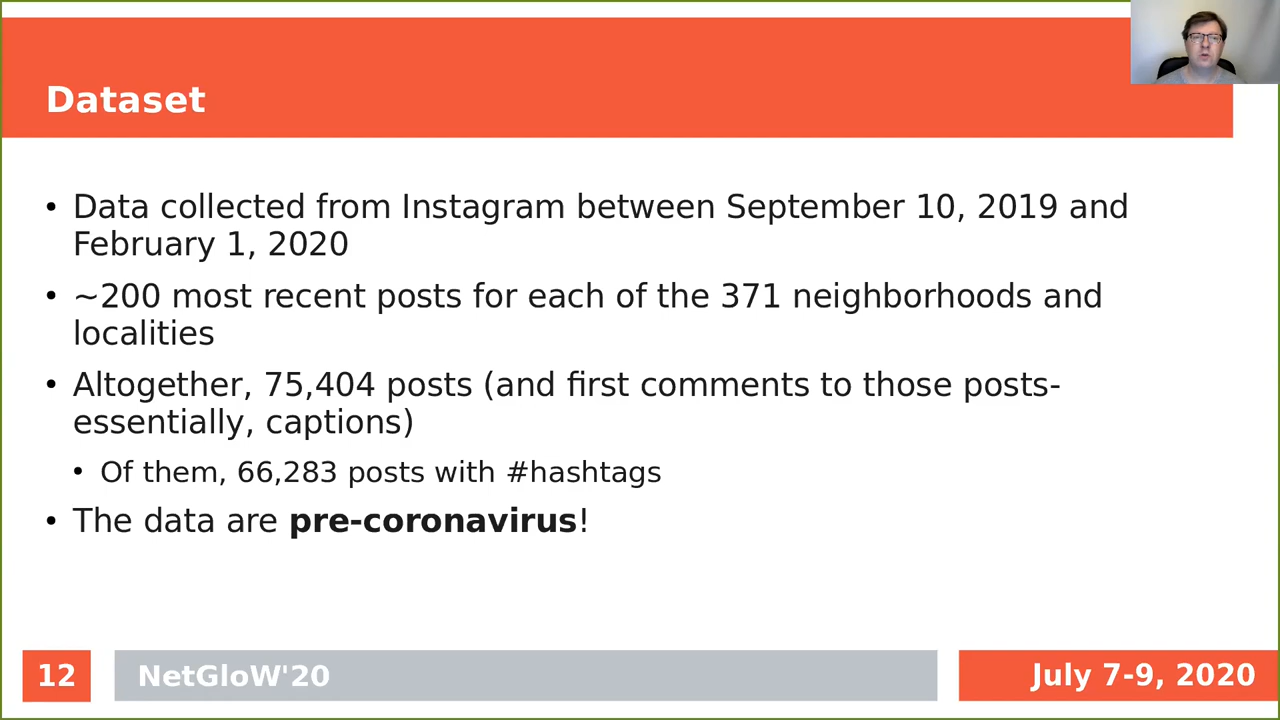 Dataset
• Data collected from Instagram between September 10, 2019 and
February 1, 2020
• ~200 most recent posts for each of the 371 neighborhoods and
localities
• Altogether, 75,404 posts (and first comments to those posts-
essentially, captions)
• Of them, 66,283 posts with #hashtags
• The data are pre-coronavirus!
12
NetGloW'20
July 7-9, 2020